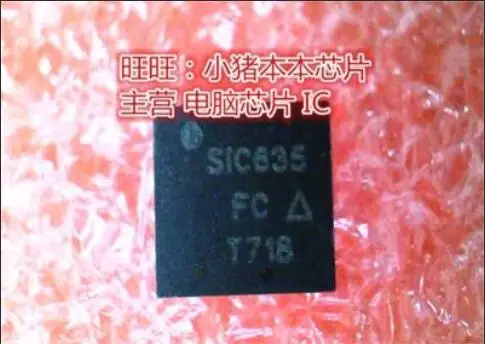 旺旺：小猪本本芯片
主营 电脑芯片 IC
SIC635
FC △
T718